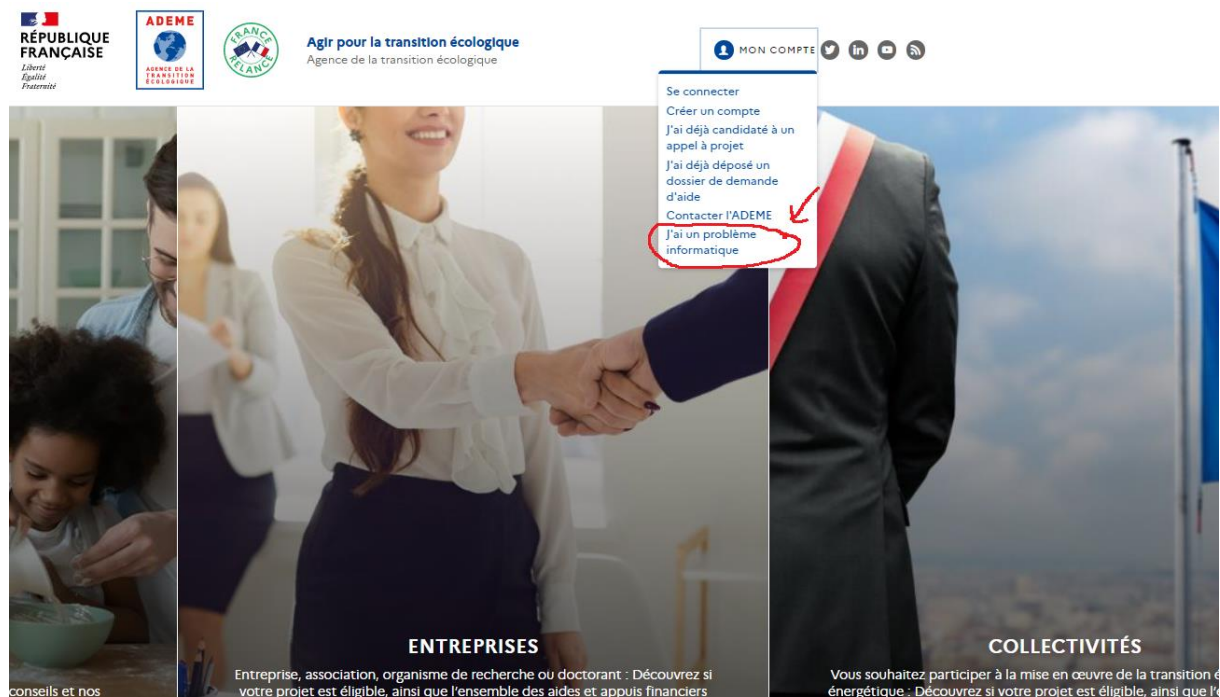 RÉPUBLIQUE
FRANÇAISE
Liberté
Égalité
Fraternité
ADEME
AGENCE DE LA
TRANSITION
ÉCOLOGIQUE
FRANCE
RELANCE
Agir pour la transition écologique
Agence de la transition écologique
MON COMPTE
Se connecter
Créer un compte
J'ai déjà candidaté à un
appel à projet
J'ai déjà déposé un
dossier de demande
d'aide
Contacter l'ADEME
J'ai un problème
informatique
conseils et nos
ENTREPRISES
Entreprise, association, organisme de recherche ou doctorant : Découvrez si
votre projet est éligible, ainsi que l'ensemble des aides et appuis financiers
COLLECTIVITÉS
Vous souhaitez participer à la mise en œuvre de la transition é
énergétique : Découvrez si votre projet est éligible, ainsi que l